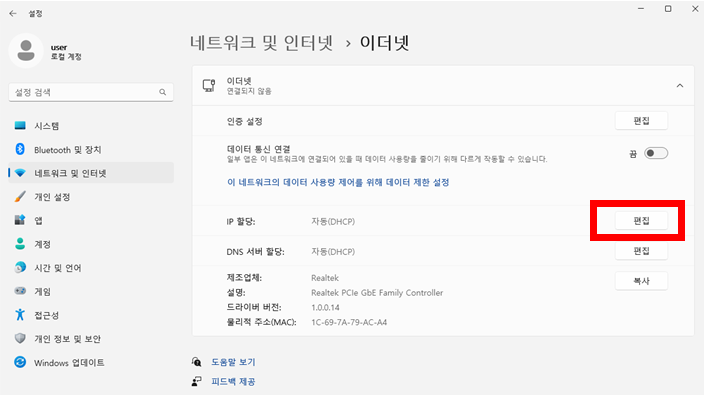 설정
user
로컬 계정
설정 검색
시스템
Bluetooth 및 장치
네트워크 및 인터넷
개인 설정
앱
계정
시간 및 언어
게임
접근성
개인 정보 및 보안
Windows 업데이트
네트워크 및 인터넷 › 이더넷
이더넷
연결되지 않음
인증 설정 편집
데이터 통신 연결
일부 앱은 이 네트워크에 연결되어 있을 때 데이터 사용량을 줄이기 위해 다르게 작동할 수 있습니다.
끔
이 네트워크의 데이터 사용량 제어를 위해 데이터 제한 설정
IP 할당: 자동(DHCP) 편집
DNS 서버 할당: 자동(DHCP) 편집
제조업체: Realtek 복사
설명: Realtek PCIe GbE Family Controller
드라이버 버전: 1.0.0.14
물리적 주소(MAC): 1C-69-7A-79-AC-A4
도움말 보기
피드백 제공